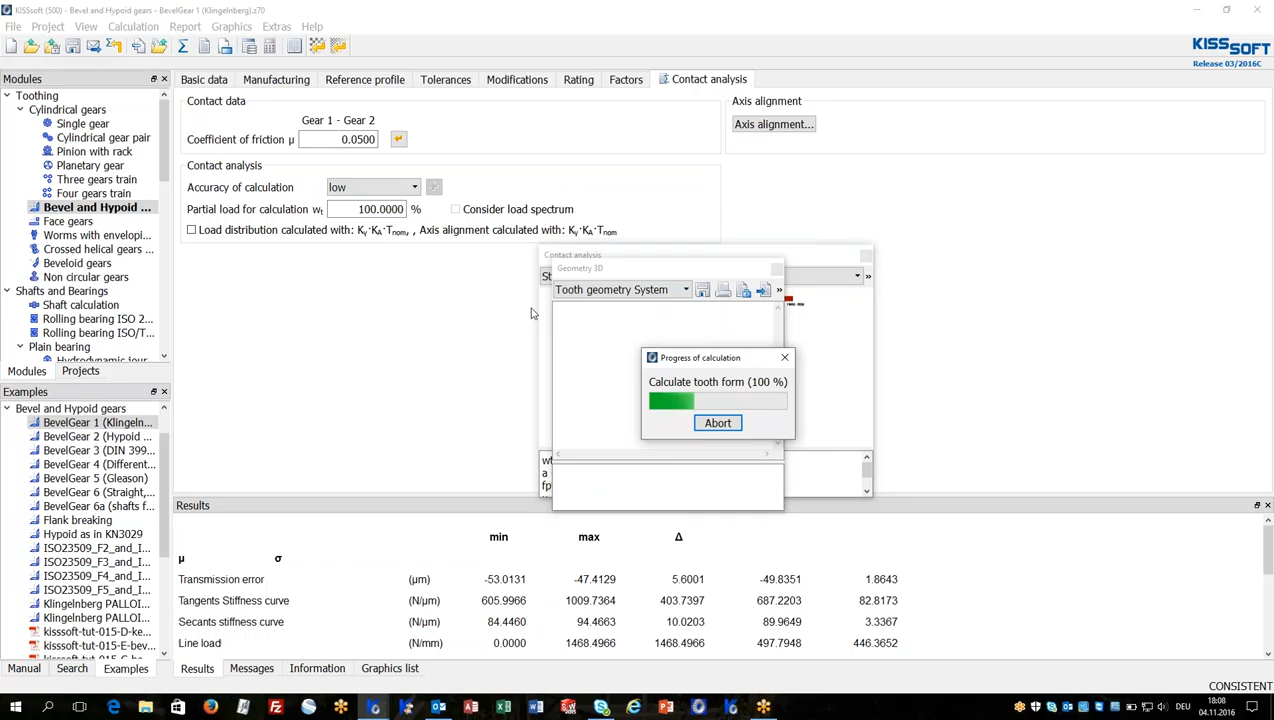 KISSsoft (500) - Bevel and Hypoid gears - BevelGear 1 (Klingelnberg).z70
File Project View Calculation Report Graphics Extras Help
KISSSOFT
Release 03/2016C
Modules
Toothing
Cylindrical gears
Single gear
Cylindrical gear pair
Pinion with rack
Planetary gear
Three gears train
Four gears train
Bevel and Hypoid ...
Face gears
Worms with envelopi...
Crossed helical gears
Beveloid gears
Non circular gears
Shafts and Bearings
Shaft calculation
Rolling bearing ISO 2...
Rolling bearing ISO/T...
Plain bearing
Hydrodynamic jour
Modules Projects
Examples
Bevel and Hypoid gears
BevelGear 1 (Klingeln...
BevelGear 2 (Hypoid ...
BevelGear 3 (DIN 399...
BevelGear 4 (Different...
BevelGear 5 (Gleason)
BevelGear 6 (Straight,...
BevelGear 6a (shafts f...
Flank breaking
Hypoid as in KN3029
ISO23509_F2_and_I...
ISO23509_F3_and_I...
ISO23509_F4_and_I...
ISO23509_F5_and_I...
Klingelnberg PALLOI...
Klingelnberg PALLOI...
kisssoft-tut-015-D-ke...
kisssoft-tut-015-E-bev...
Manual Search Examples
Basic data Manufacturing Reference profile Tolerances Modifications Rating Factors Contact analysis
Contact data
Gear 1 - Gear 2
Coefficient of friction μ 0.0500
Axis alignment
Axis alignment...
Contact analysis
Accuracy of calculation low
Partial load for calculation wt 100.0000 % Consider load spectrum
Load distribution calculated with: Kγ·KA·Tnom, , Axis alignment calculated with: Kγ·KA·Tnom
Contact analysis
St
Geometry 3D
Tooth geometry System
»
»
Progress of calculation
Calculate tooth form (100 %)
Abort
wt
a
fp
Results
min max Δ
μ σ
Transmission error (μm) -53.0131 -47.4129 5.6001 -49.8351 1.8643
Tangents Stiffness curve (N/μm) 605.9966 1009.7364 403.7397 687.2203 82.8173
Secants stiffness curve (N/μm) 84.4460 94.4663 10.0203 89.9649 3.3367
Line load (N/mm) 0.0000 1468.4966 1468.4966 497.7948 446.3652
Results Messages Information Graphics list
CONSISTENT
DEU
18:08
04.11.2016